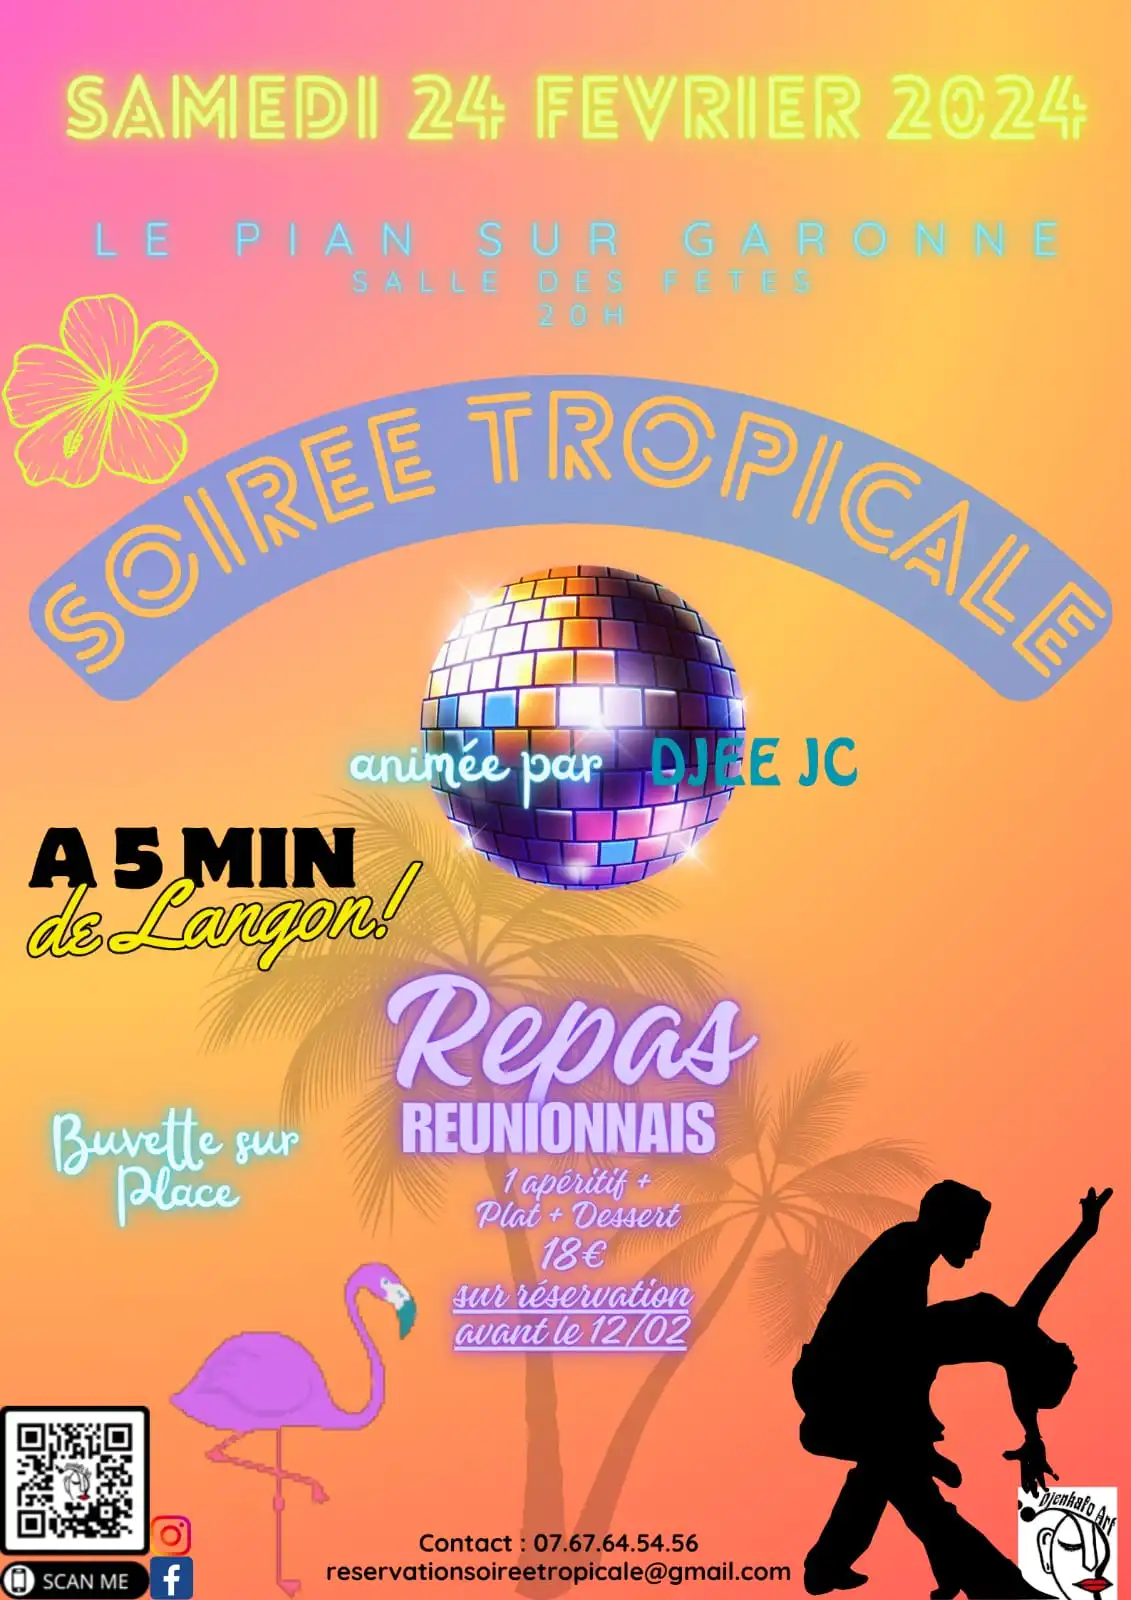 SAMEDI 24 FEVRIER 2024
LE PIAN SUR GARONNE
SALLE DES FETES
20H
SOIREE TROPICALE
animée par DJEE JC
A 5 MIN
de Langon!
Repas
REUNIONNAIS
1 apéritif +
Plat + Dessert
18€
sur réservation
avant le 12/02
Buvette sur
Place
SCAN ME
Contact : 07.67.64.54.56
reservationsoireetropicale@gmail.com
Djenkafo Art